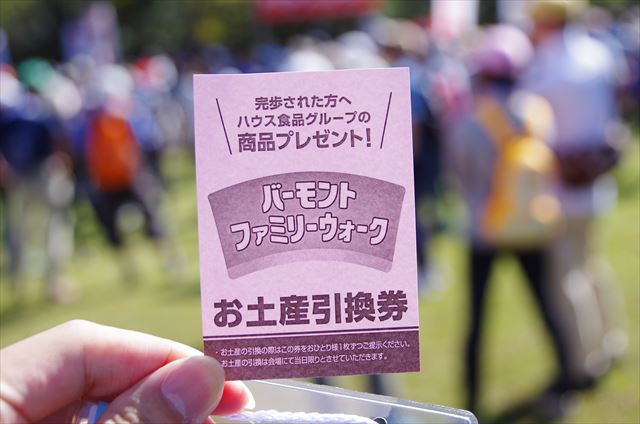 完歩された方へ
ハウス食品グループの
商品プレゼント!
バーモント
ファミリーウォーク
お土産引換券
・お土産の引換の際はこの券をおひとり様1枚ずつご提示ください。
・お土産の引換は会場にて当日限りとさせていただきます。